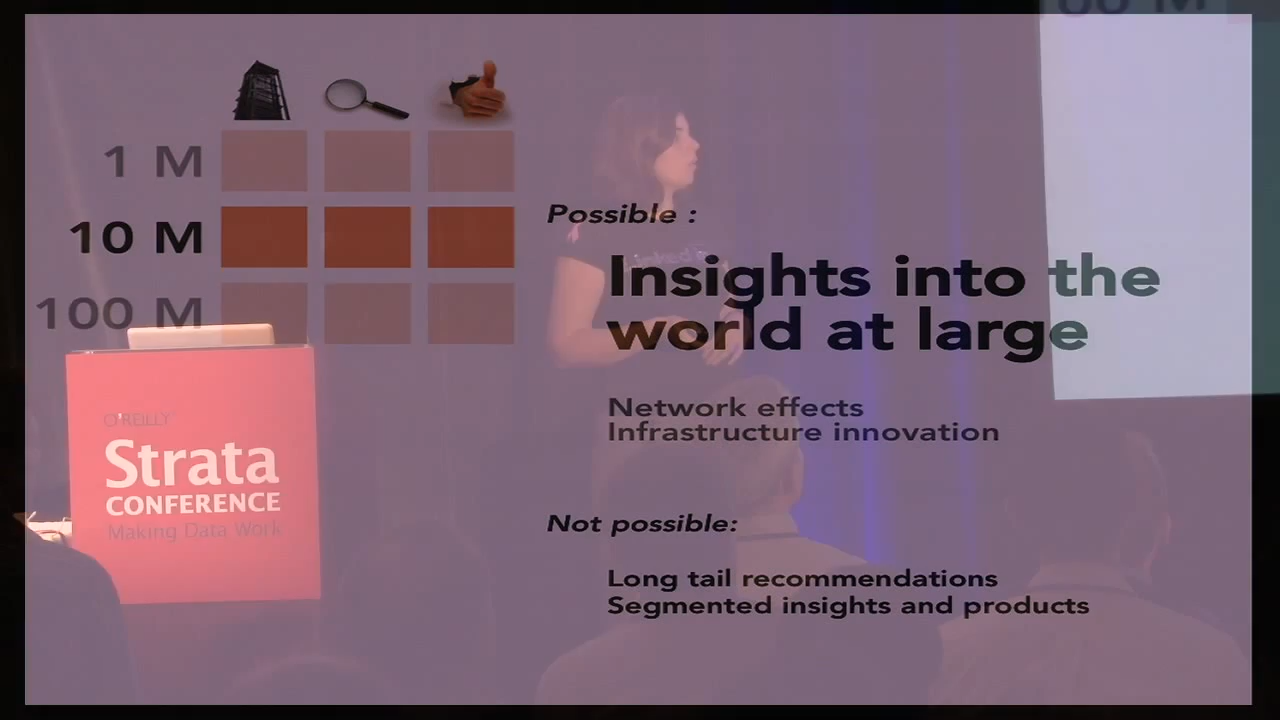 1 M
10 M
100 M
Possible :
Insights into the
world at large
Network effects
Infrastructure innovation
Not possible:
Long tail recommendations
Segmented insights and products
O'REILLY
Strata
CONFERENCE
Making Data Work